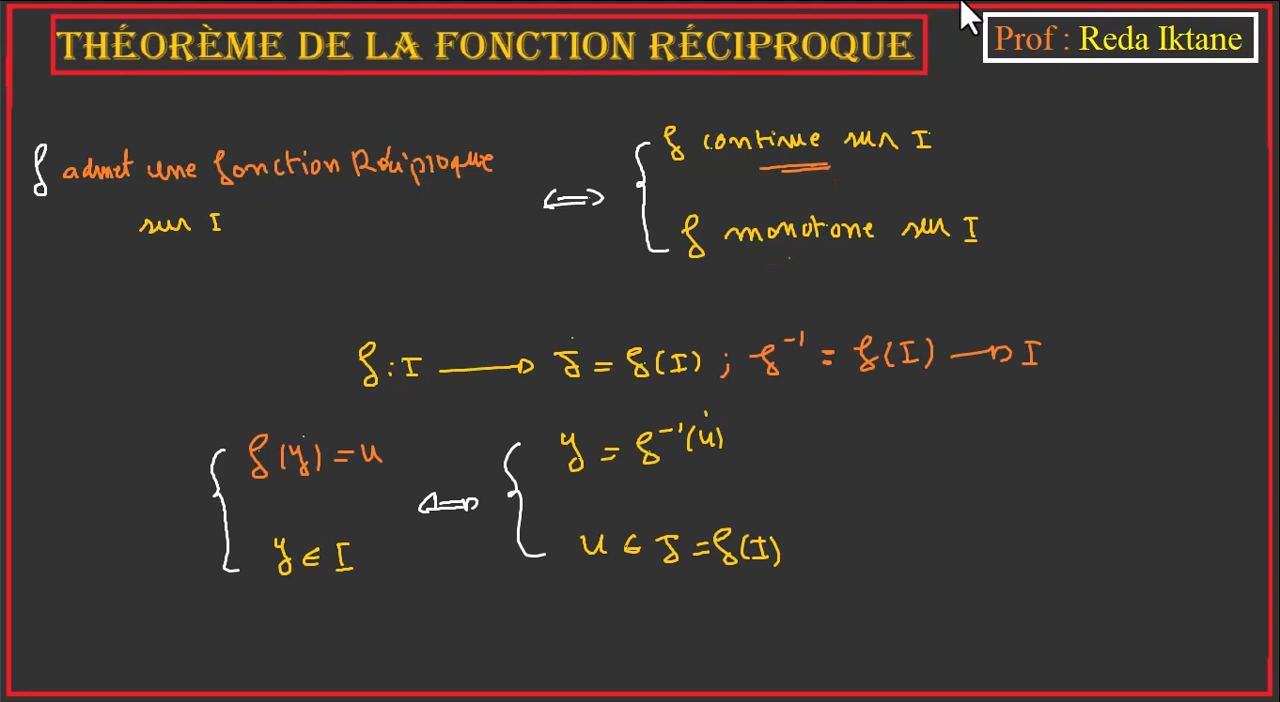 THÉORÈME DE LA FONCTION RÉCIPROQUE
Prof : Reda Iktane
f admet une fonction Réciproque
sur I
⟺
f continue sur I
f monotone sur I
f : I ⟶ J = f(I) ; f⁻¹ = f(I) ⟶ I
f(y) = u
y ∈ I
⟺
y = f⁻¹(u)
u ∈ J = f(I)